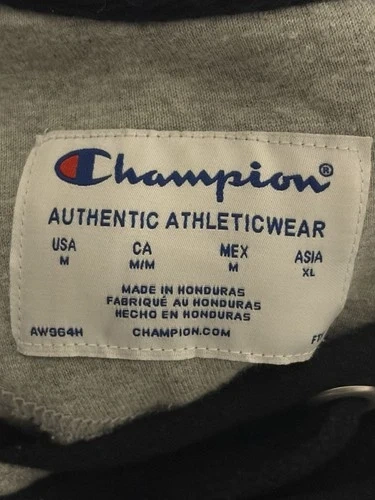 Champion®
AUTHENTIC ATHLETICWEAR
USA CA MEX ASIA
M M/M M XL
MADE IN HONDURAS
FABRIQUÉ AU HONDURAS
HECHO EN HONDURAS
AW964H CHAMPION.COM